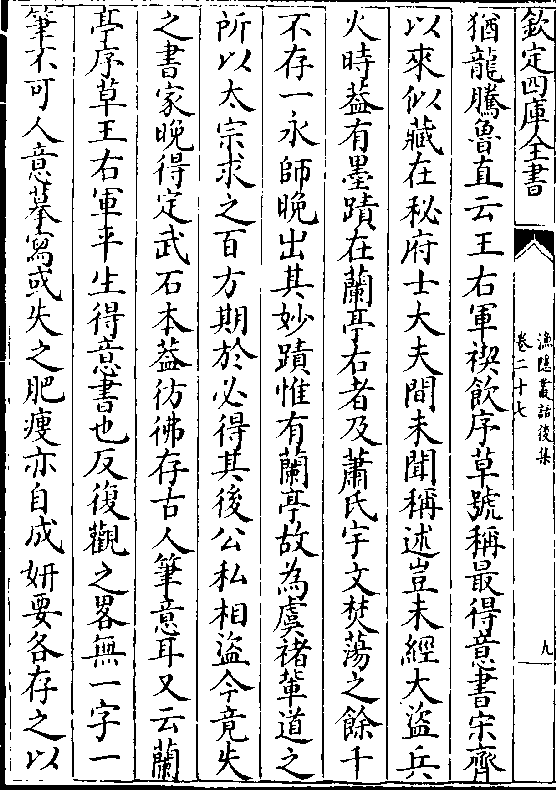 欽定四庫全書
漁隱叢話後集
卷二十七
九
猶龍騰魯直云王右軍禊飲序草號稱最得意書宋齊
以來似藏在秘府士大夫間未聞稱述豈未經大盜兵
火時葢有墨蹟在蘭亭右者及蕭氏宇文焚蕩之餘千
不存一永師晚出其妙蹟惟有蘭亭故為虞褚輩道之
所以太宗求之百方期於必得其後公私相盜今竟失
之書家晚得定武石本葢彷彿存古人筆意耳又云蘭
亭序草王右軍平生得意書也反復觀之畧無一字一
筆不可人意摹寫或失之肥瘦亦自成妍要各存之以